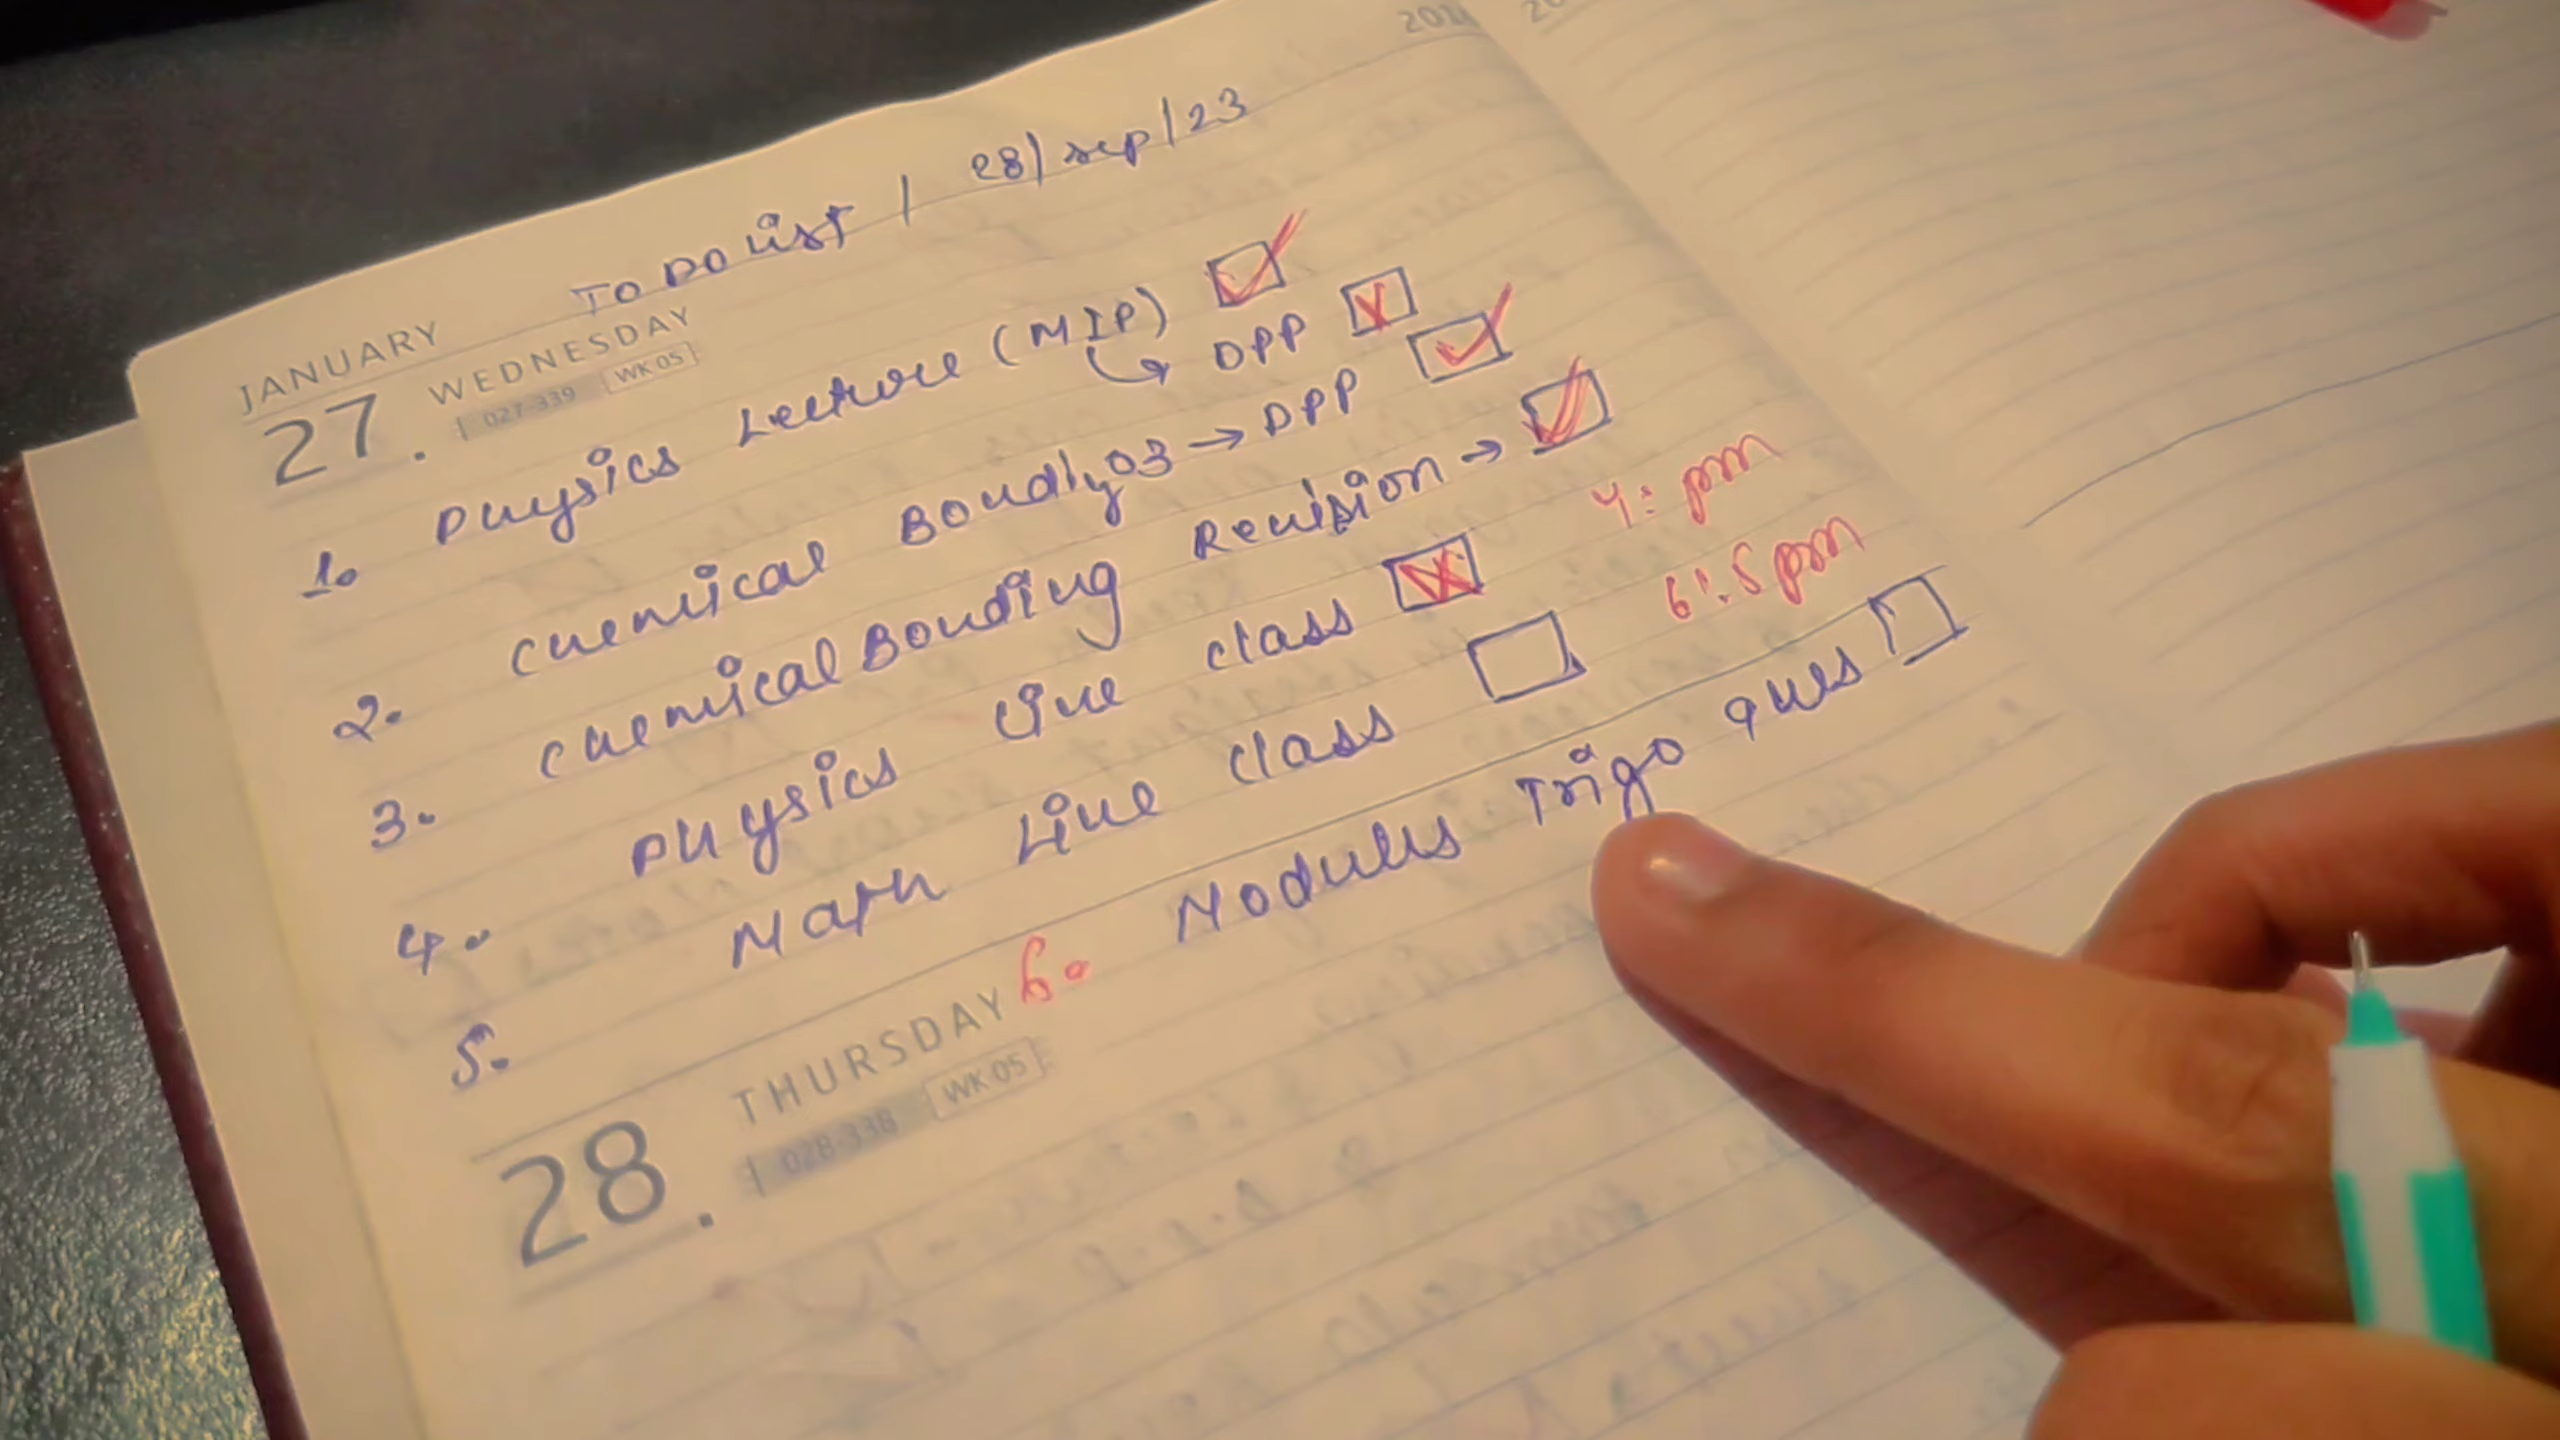 To Do list | 28/sep/23
JANUARY
27. WEDNESDAY
027-339 WK 05
1. Physics Lecture (MIP) ☑
↳ DPP ☒
2. Chemical Bondig 03 → DPP ☑
3. Chemical Bonding Revision → ☑
4. Physics live class ☒ 4: pm
5. Math Live class ☐ 6:5 pm
6. Modules Trigo ques ☐
28. THURSDAY
028-338 WK 05